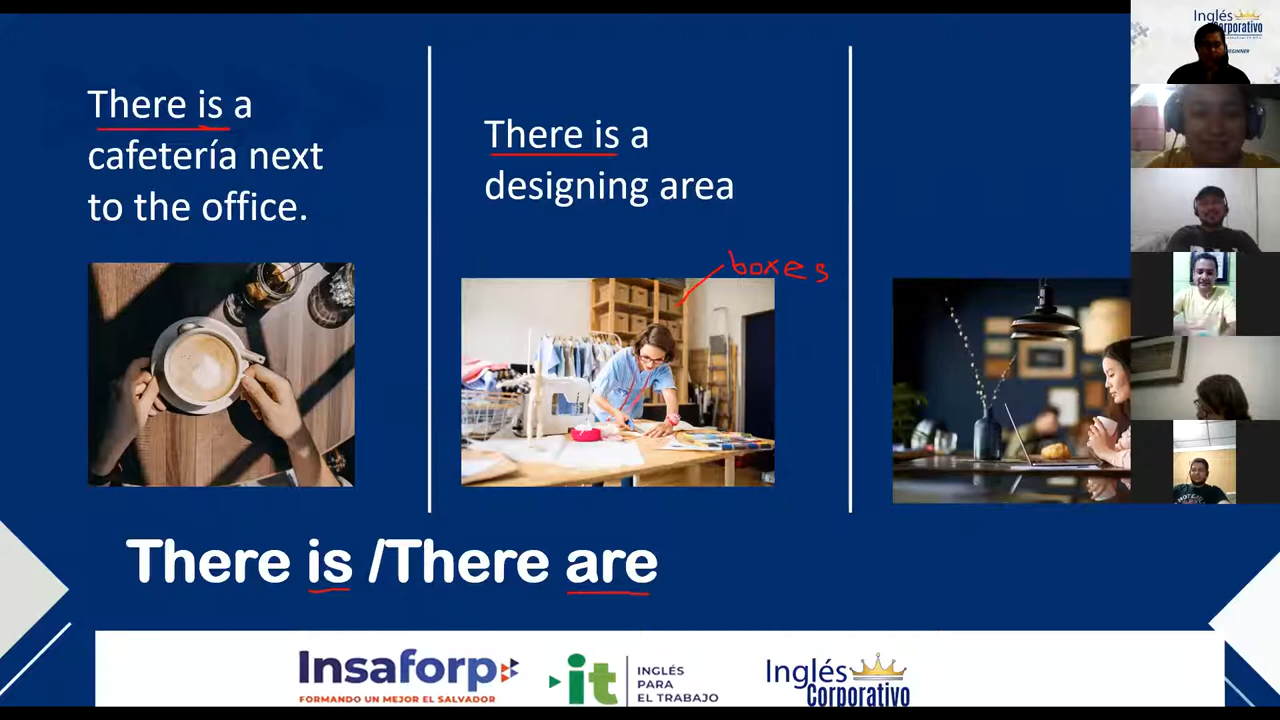 There is a
cafetería next
to the office.
There is a
designing area
boxes
There is /There are
Insaforp
FORMANDO UN MEJOR EL SALVADOR
it
INGLÉS
PARA
EL TRABAJO
Inglés
Corporativo
Inglés
Corporativo